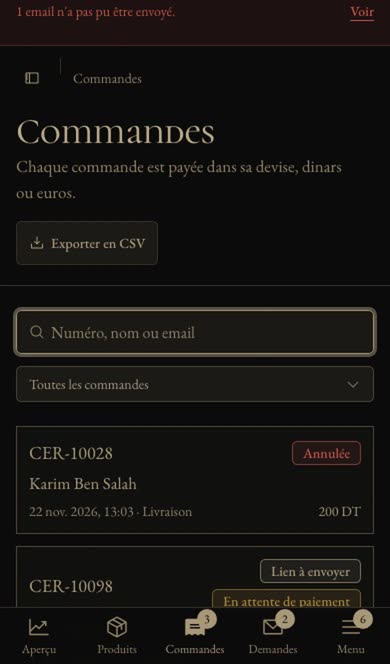 1 email n'a pas pu être envoyé. Voir
Commandes
Commandes
Chaque commande est payée dans sa devise, dinars
ou euros.
Exporter en CSV
Numéro, nom ou email
Toutes les commandes
CER-10028 Annulée
Karim Ben Salah
22 nov. 2026, 13:03 · Livraison 200 DT
Lien à envoyer
CER-10098
En attente de paiement
3 2 6
Aperçu Produits Commandes Demandes Menu